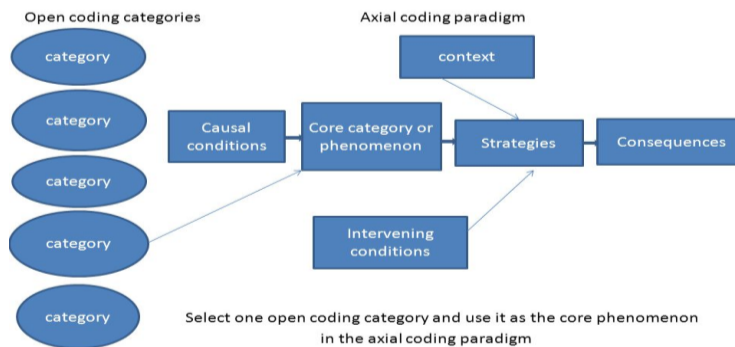 Open coding categories
Axial coding paradigm
category
context
category
Causal
conditions
Core category or
phenomenon
Strategies
Consequences
category
category
Intervening
conditions
category
Select one open coding category and use it as the core phenomenon
in the axial coding paradigm